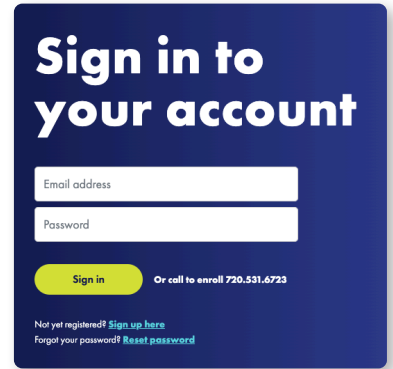 Sign in to
your account
Email address
Password
Sign in
Or call to enroll 720.531.6723
Not yet registered? Sign up here
Forgot your password? Reset password